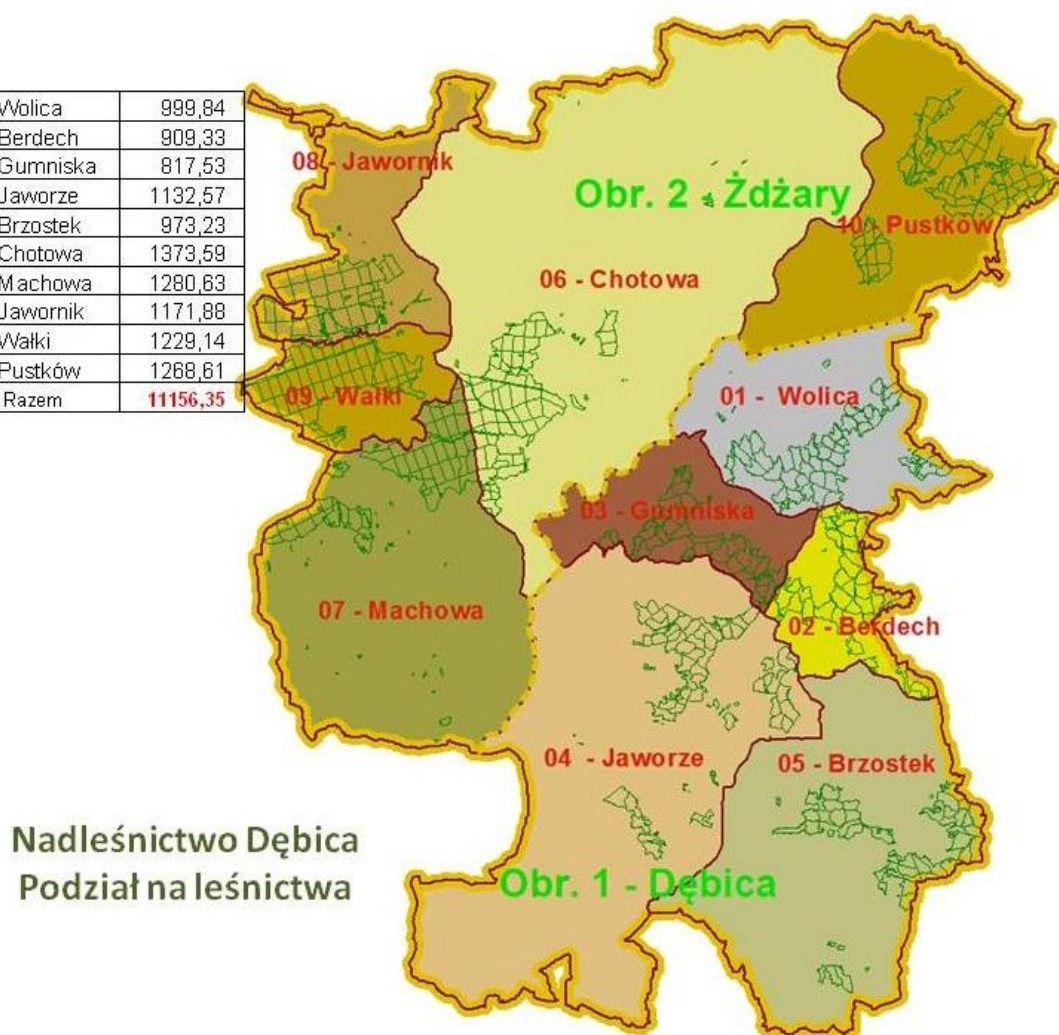 Wolica 999,84
Berdech 909,33
Gumniska 817,53
Jaworze 1132,57
Brzostek 973,23
Chotowa 1373,59
Machowa 1280,63
Jawornik 1171,88
Wałki 1229,14
Pustków 1268,61
Razem 11156,35
08 - Jawornik
Obr. 2 - Żdżary
10 - Pustków
06 - Chotowa
09 - Wałki
01 - Wolica
03 - Gumniska
07 - Machowa
02 - Berdech
04 - Jaworze
05 - Brzostek
Obr. 1 - Dębica
Nadleśnictwo Dębica
Podział na leśnictwa